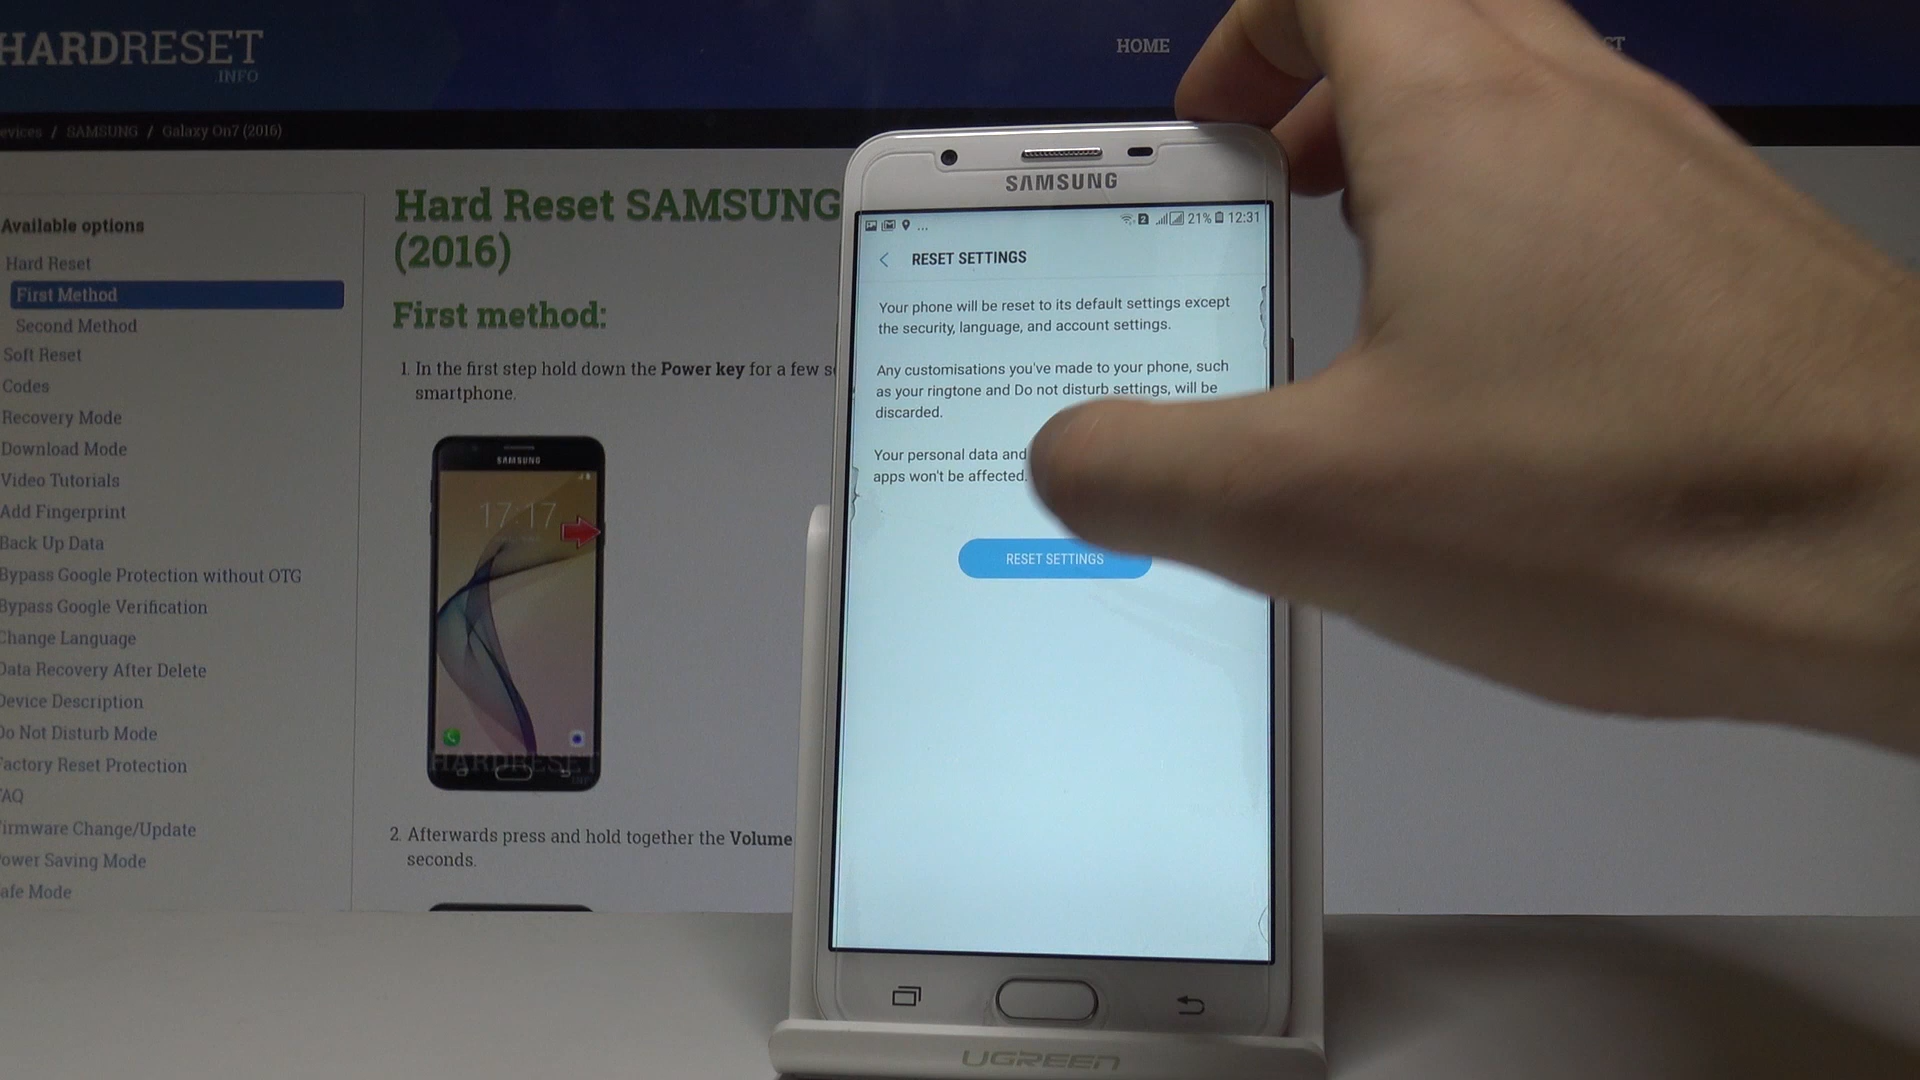 HARDRESET
.INFO
HOME
CT
evices / SAMSUNG / Galaxy On7 (2016)
Available options
Hard Reset
First Method
Second Method
Soft Reset
Codes
Recovery Mode
Download Mode
Video Tutorials
Add Fingerprint
Back Up Data
Bypass Google Protection without OTG
Bypass Google Verification
Change Language
Data Recovery After Delete
Device Description
Do Not Disturb Mode
Factory Reset Protection
FAQ
irmware Change/Update
ower Saving Mode
afe Mode
Hard Reset SAMSUNG
(2016)
First method:
1. In the first step hold down the Power key for a few s
smartphone.
SAMSUNG
17:17
HARDRESET
2. Afterwards press and hold together the Volume
seconds.
SAMSUNG
... 2 21% 12:31
RESET SETTINGS
Your phone will be reset to its default settings except
the security, language, and account settings.
Any customisations you've made to your phone, such
as your ringtone and Do not disturb settings, will be
discarded.
Your personal data and
apps won't be affected.
RESET SETTINGS
UGREEN